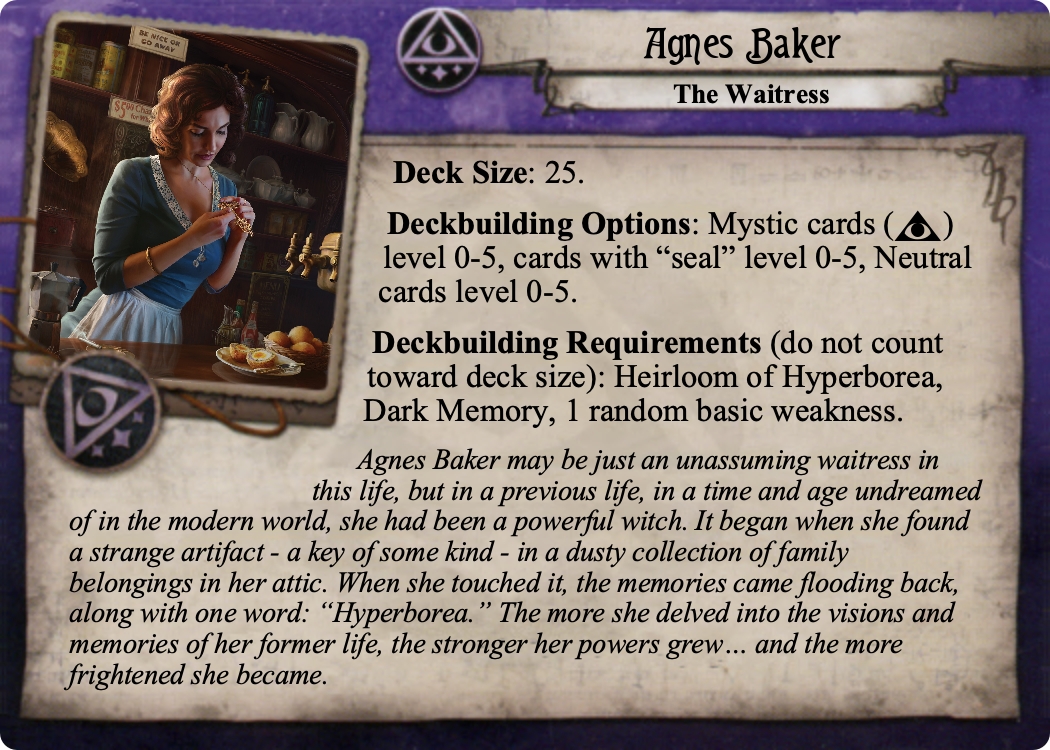 BE NICE OR
GO AWAY
Agnes Baker
The Waitress
Deck Size: 25.
Deckbuilding Options: Mystic cards ( )
level 0-5, cards with “seal” level 0-5, Neutral
cards level 0-5.
Deckbuilding Requirements (do not count
toward deck size): Heirloom of Hyperborea,
Dark Memory, 1 random basic weakness.
Agnes Baker may be just an unassuming waitress in
this life, but in a previous life, in a time and age undreamed
of in the modern world, she had been a powerful witch. It began when she found
a strange artifact - a key of some kind - in a dusty collection of family
belongings in her attic. When she touched it, the memories came flooding back,
along with one word: “Hyperborea.” The more she delved into the visions and
memories of her former life, the stronger her powers grew… and the more
frightened she became.